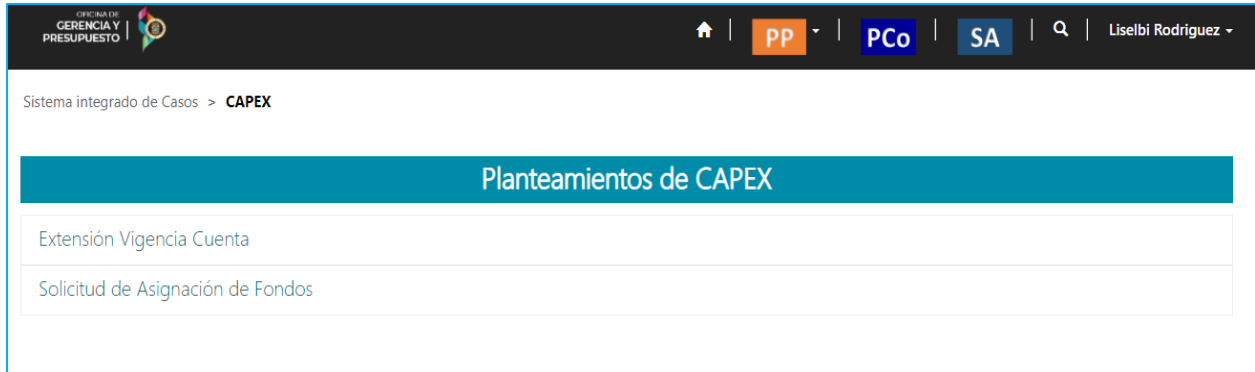 OFICINA DE
GERENCIA Y
PRESUPUESTO
PP
PCo
SA
Liselbi Rodriguez
Sistema integrado de Casos > CAPEX
Planteamientos de CAPEX
Extensión Vigencia Cuenta
Solicitud de Asignación de Fondos